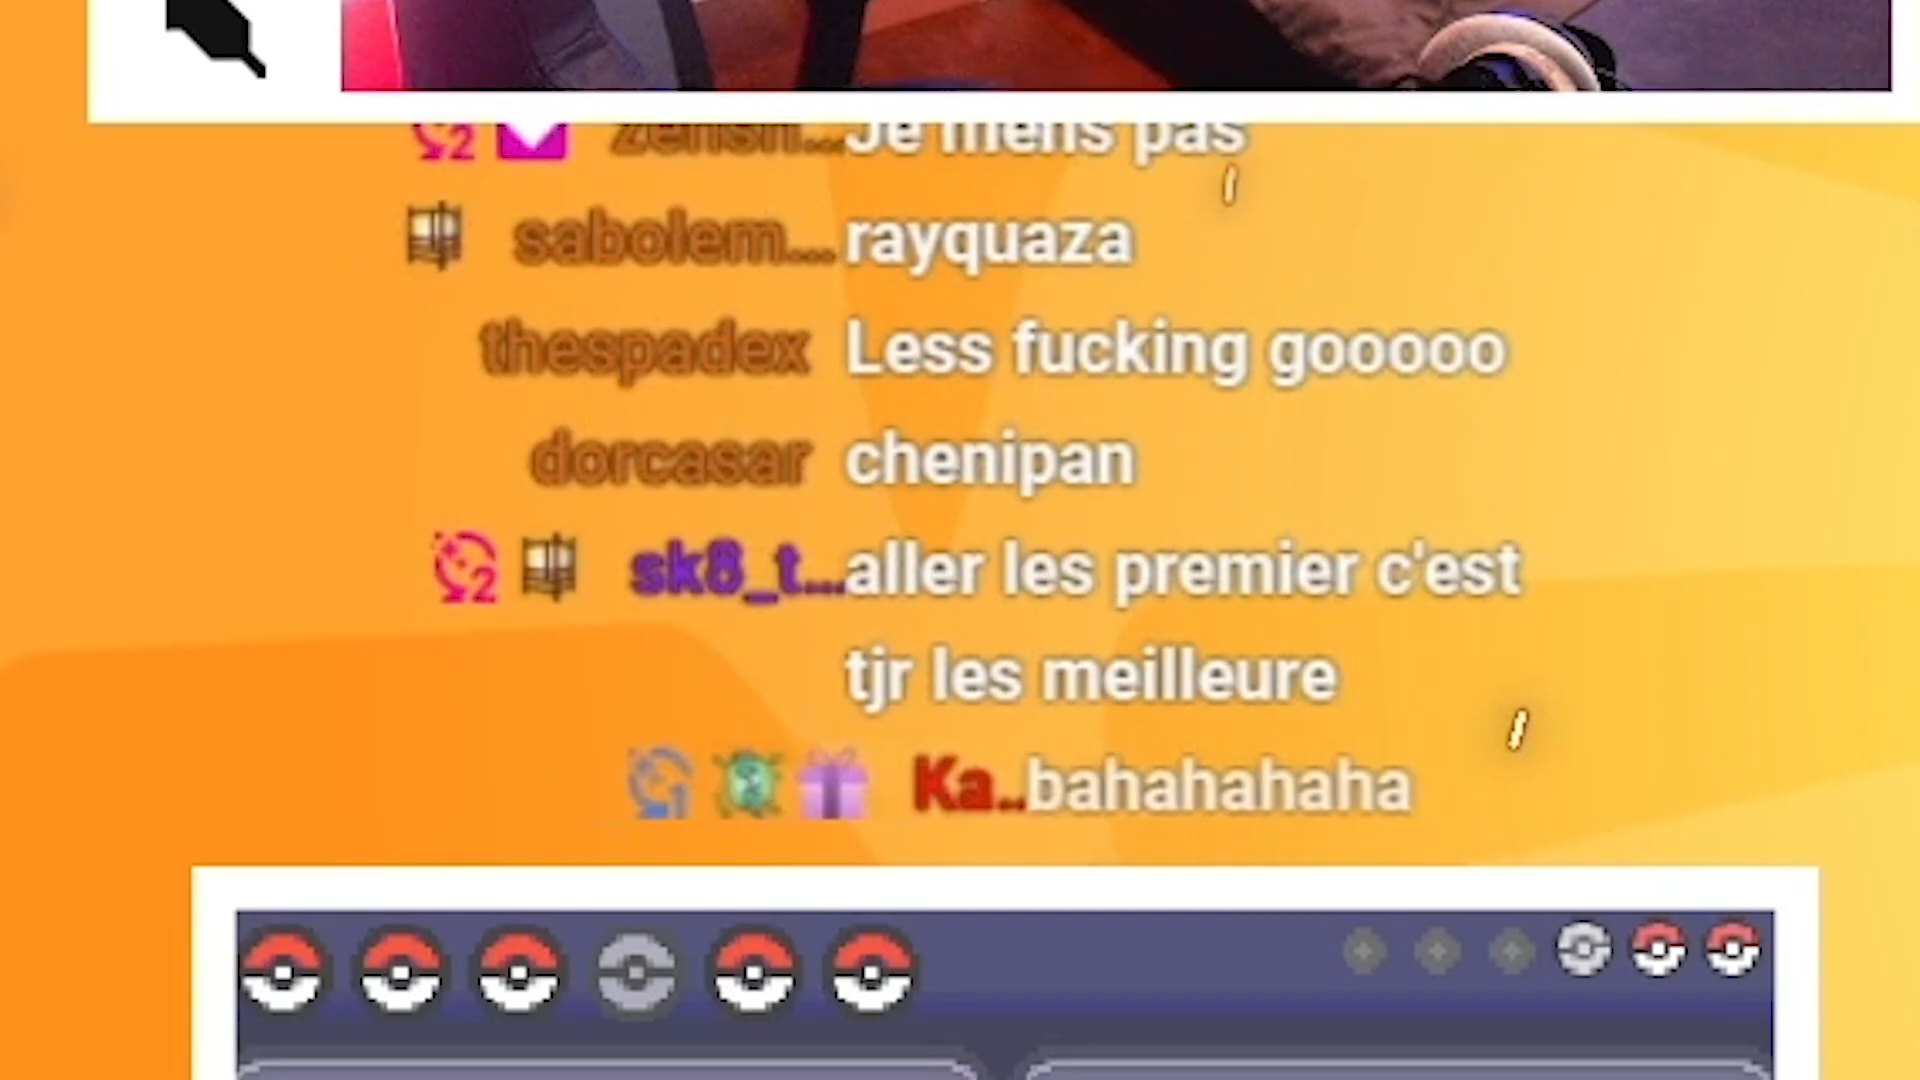 zensh... Je mens pas
sabolem... rayquaza
thespadex Less fucking gooooo
dorcasar chenipan
sk8_t... aller les premier c'est
tjr les meilleure
Ka.. bahahahaha